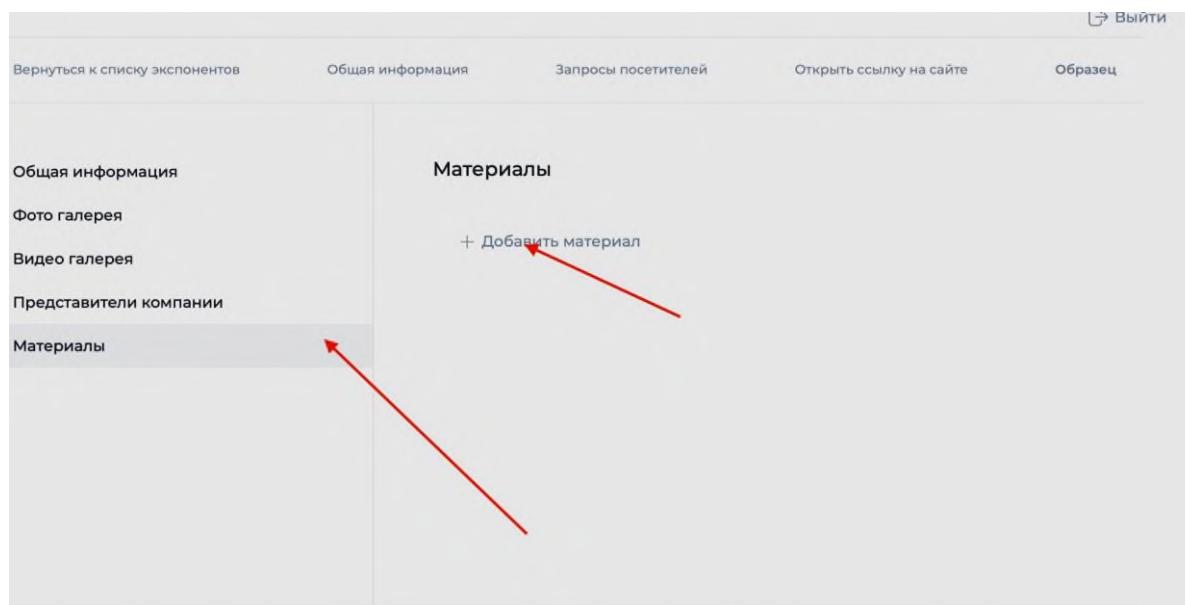 Выйти
Вернуться к списку экспонентов Общая информация Запросы посетителей Открыть ссылку на сайте Образец
Общая информация
Фото галерея
Видео галерея
Представители компании
Материалы
Материалы
+ Добавить материал